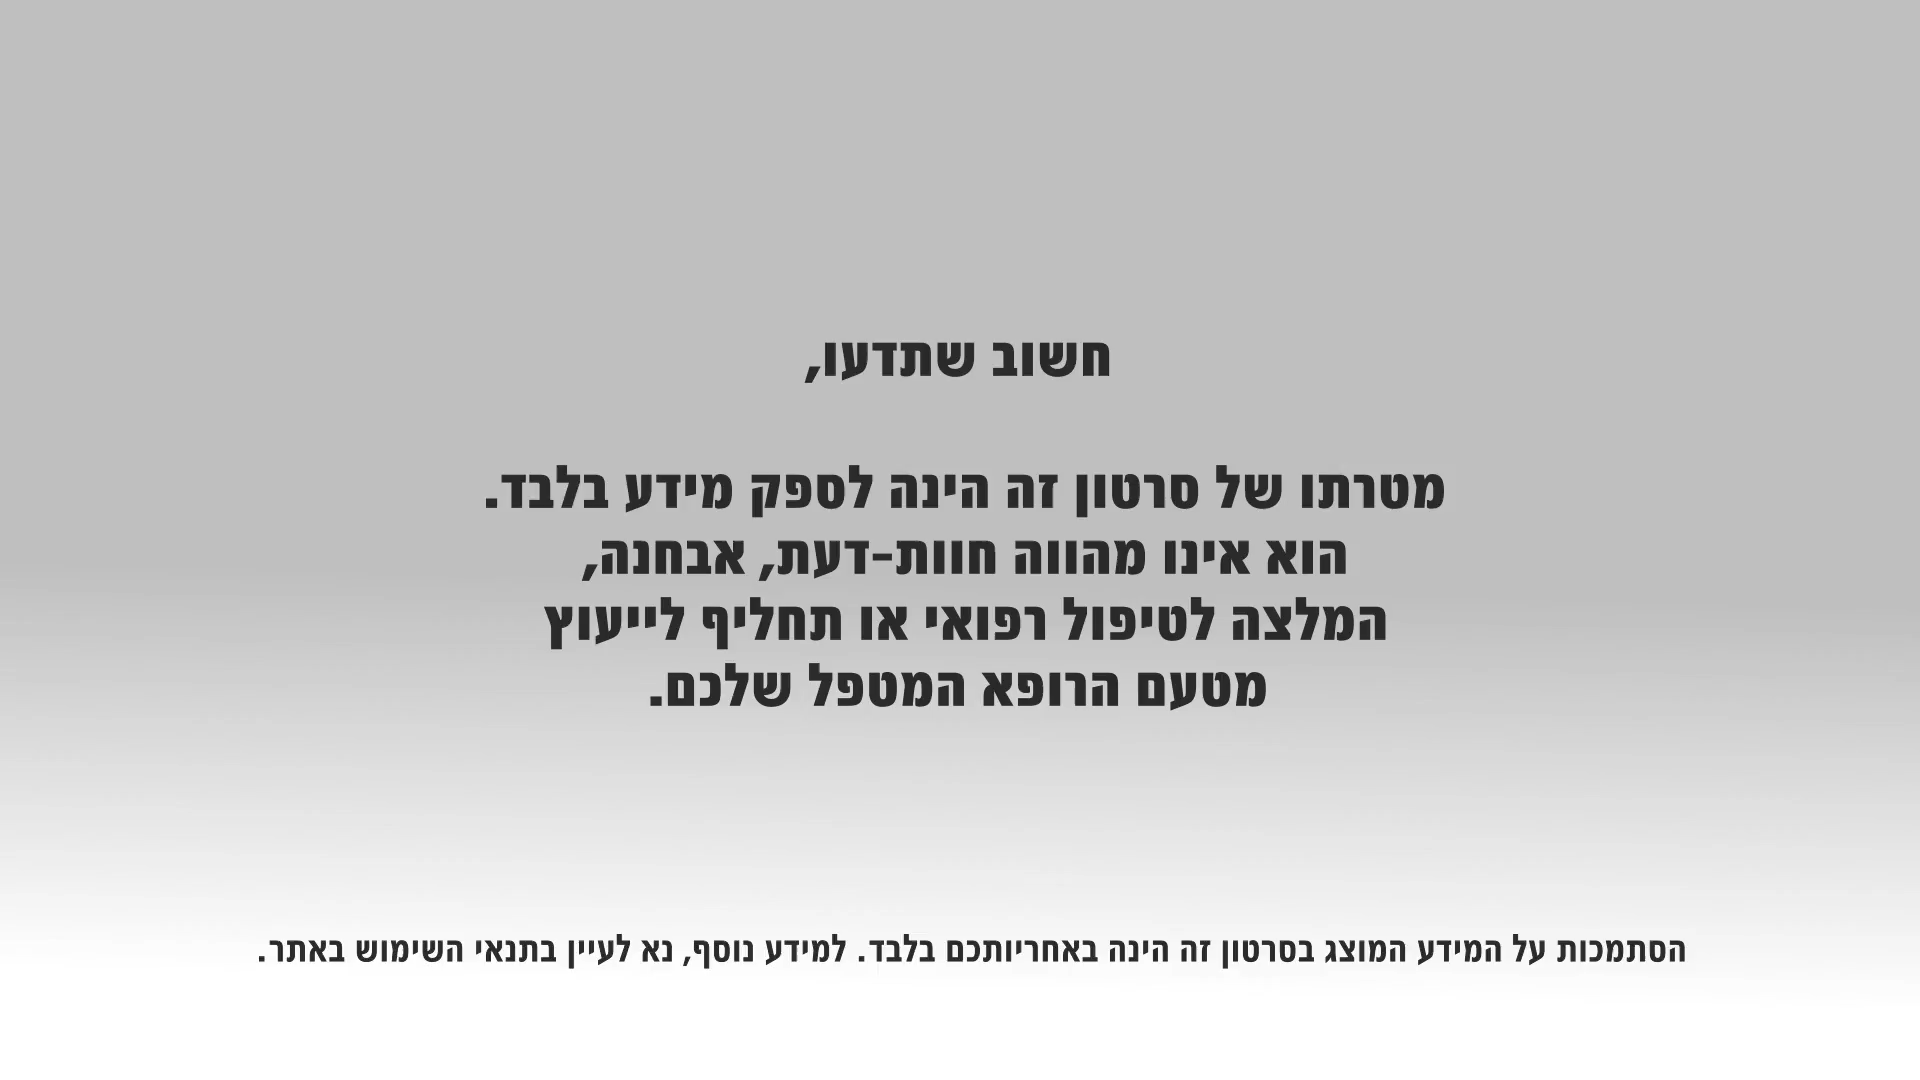 חשוב שתדעו,
מטרתו של סרטון זה הינה לספק מידע בלבד.
הוא אינו מהווה חוות-דעת, אבחנה,
המלצה לטיפול רפואי או תחליף לייעוץ
מטעם הרופא המטפל שלכם.
הסתמכות על המידע המוצג בסרטון זה הינה באחריותכם בלבד. למידע נוסף, נא לעיין בתנאי השימוש באתר.